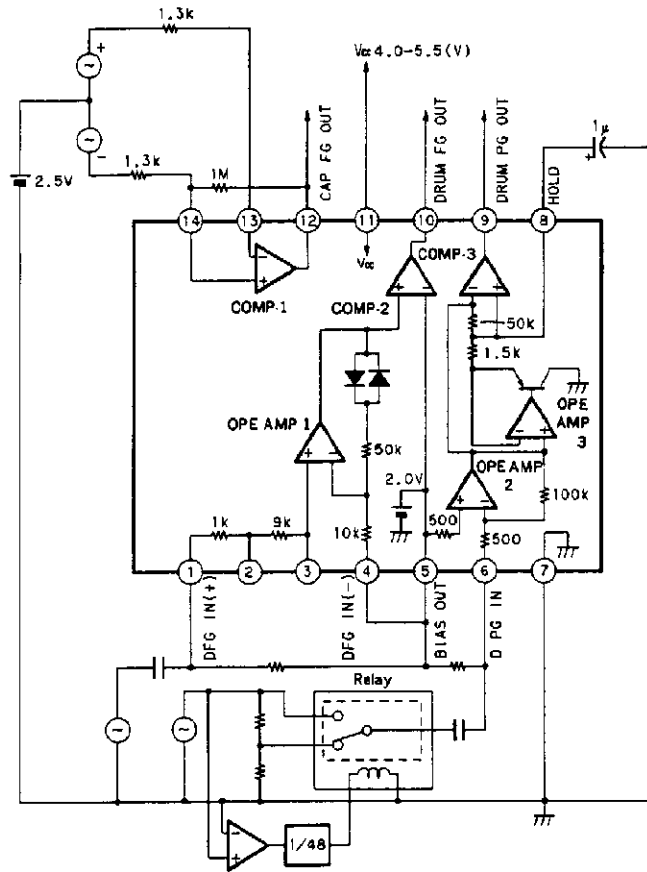 1.3k
Vcc 4.0-5.5(V)
+
~
CAP FG OUT
DRUM FG OUT
DRUM PG OUT
HOLD
1μ
+
~
-
1.3k
1M
2.5V
14
13
12
11
10
9
8
-
+
COMP-1
Vcc
COMP-2
+
-
COMP-3
-
+
50k
1.5k
OPE AMP 1
+
-
50k
OPE AMP 3
-
+
OPE AMP 2
+
-
2.0V
500
100k
1k
9k
10k
500
1
2
3
4
5
6
7
DFG IN(+)
DFG IN(-)
BIAS OUT
D PG IN
Relay
~
~
-
+
1/48